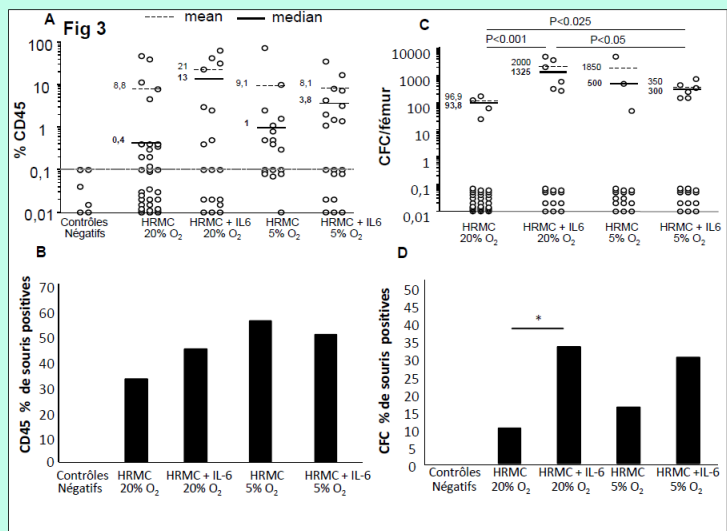 A Fig 3
mean median
% CD45
100
10
1
0,1
0,01
8,8
0,4
21
13
9,1
1
8,1
3,8
Contrôles Négatifs
HRMC 20% O2
HRMC + IL6 20% O2
HRMC 5% O2
HRMC + IL6 5% O2
C
P<0.025
P<0.001 P<0.05
CFC/fémur
10000
1000
100
10
1
0,1
0,01
96,9
93,8
2000
1325
1850
500
350
300
HRMC 20% O2
HRMC + IL6 20% O2
HRMC 5% O2
HRMC + IL6 5% O2
B
CD45 % de souris positives
70
60
50
40
30
20
10
0
Contrôles Négatifs
HRMC 20% O2
HRMC + IL-6 20% O2
HRMC 5% O2
HRMC + IL-6 5% O2
D
CFC % de souris positives
50
45
40
35
30
25
20
15
10
5
0
*
Contrôles Négatifs
HRMC 20% O2
HRMC + IL-6 20% O2
HRMC 5% O2
HRMC +IL-6 5% O2